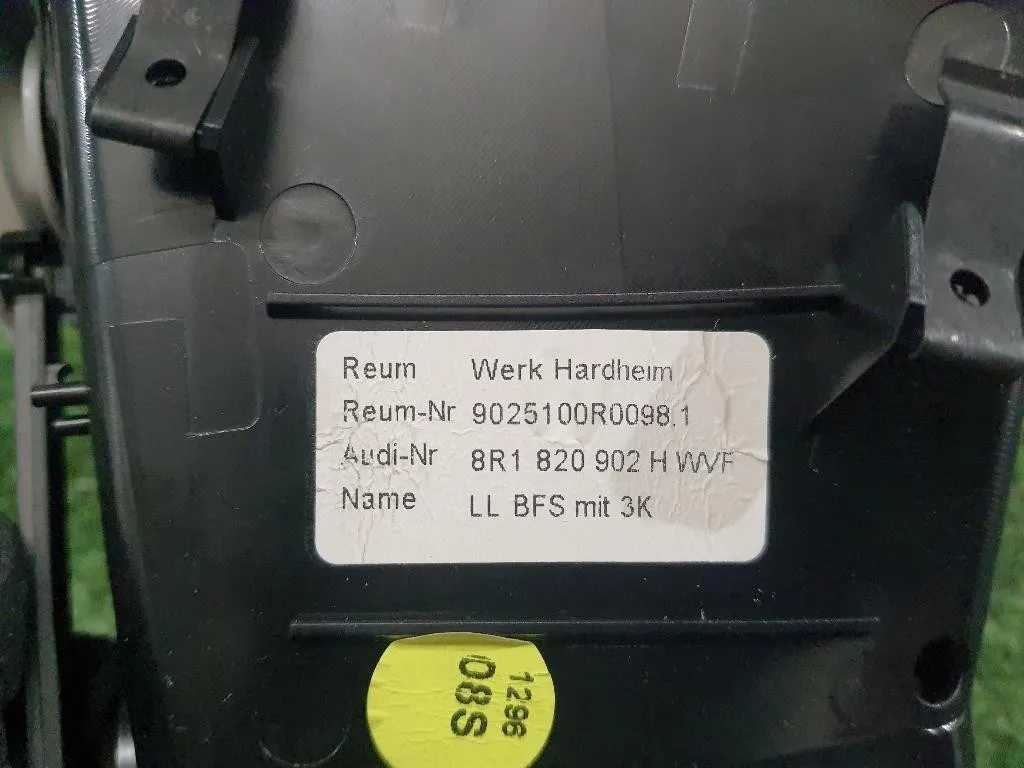 Reum Werk Hardheim
Reum-Nr 9025100R0098.1
Audi-Nr 8R1 820 902 H WVF
Name LL BFS mit 3K
1296
08S